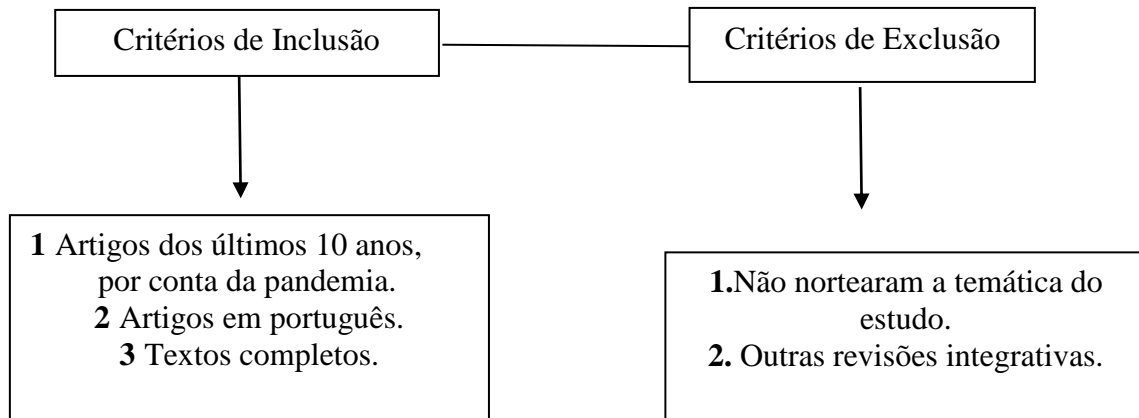 Critérios de Inclusão
Critérios de Exclusão
1 Artigos dos últimos 10 anos,
por conta da pandemia.
2 Artigos em português.
3 Textos completos.
1.Não nortearam a temática do
estudo.
2. Outras revisões integrativas.